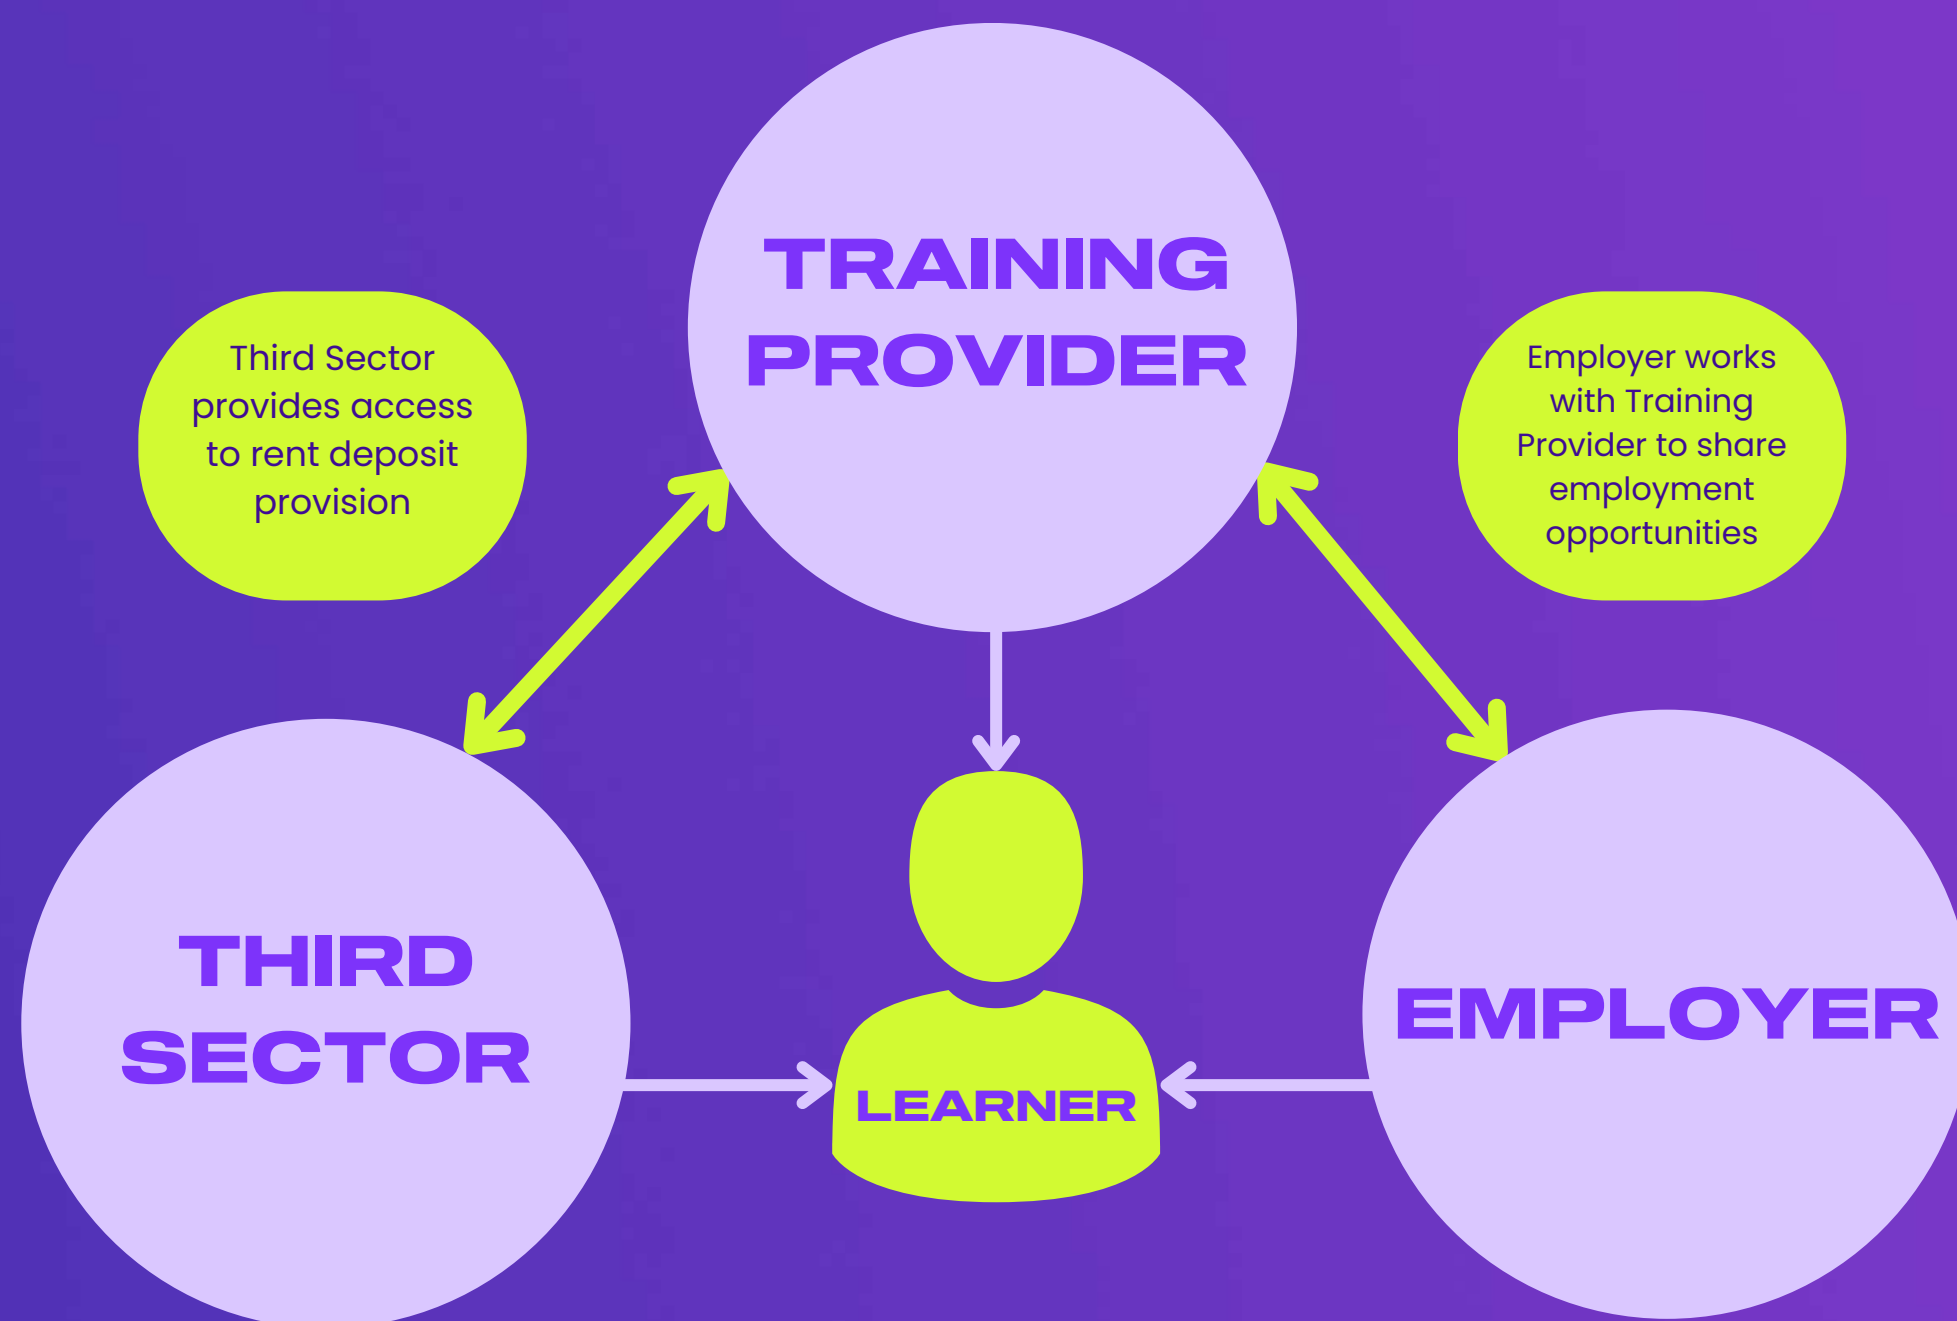 TRAINING
PROVIDER
Third Sector
provides access
to rent deposit
provision
Employer works
with Training
Provider to share
employment
opportunities
THIRD
SECTOR
LEARNER
EMPLOYER